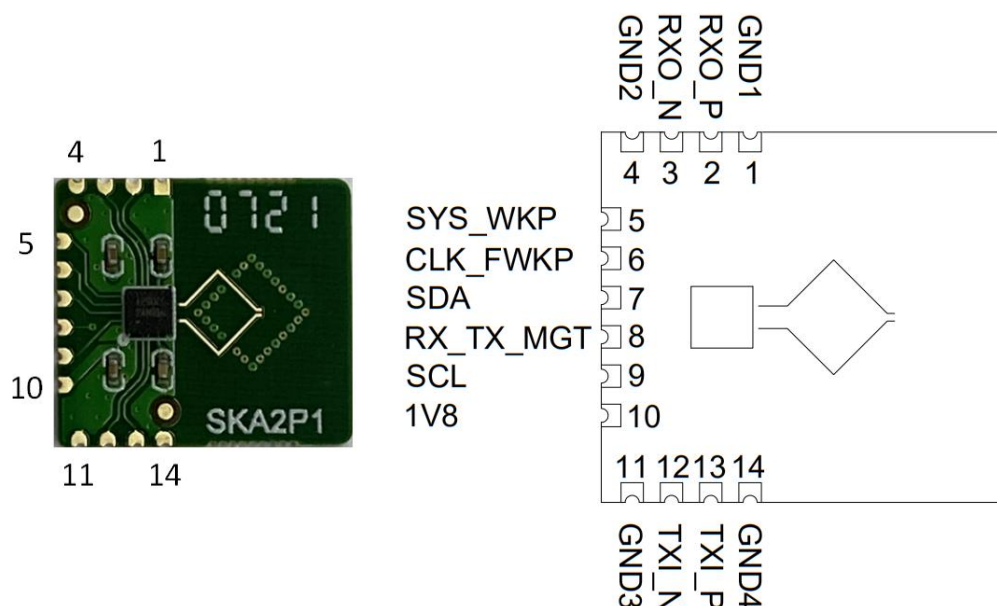 4 1
5
10
11 14
0721
SKA2P1
GND2
RXO_N
RXO_P
GND1
4 3 2 1
SYS_WKP 5
CLK_FWKP 6
SDA 7
RX_TX_MGT 8
SCL 9
1V8 10
11 12 13 14
GND3
TXI_N
TXI_P
GND4